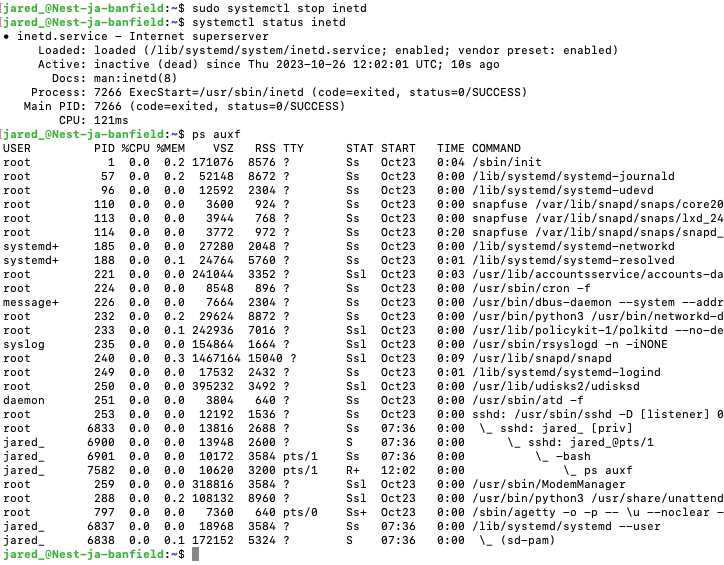 jared_@Nest-ja-banfield:~$ sudo systemctl stop inetd
jared_@Nest-ja-banfield:~$ systemctl status inetd
● inetd.service - Internet superserver
     Loaded: loaded (/lib/systemd/system/inetd.service; enabled; vendor preset: enabled)
     Active: inactive (dead) since Thu 2023-10-26 12:02:01 UTC; 10s ago
       Docs: man:inetd(8)
    Process: 7266 ExecStart=/usr/sbin/inetd (code=exited, status=0/SUCCESS)
   Main PID: 7266 (code=exited, status=0/SUCCESS)
        CPU: 121ms
jared_@Nest-ja-banfield:~$ ps auxf
USER PID %CPU %MEM VSZ RSS TTY STAT START TIME COMMAND
root 1 0.0 0.2 171076 8576 ? Ss Oct23 0:04 /sbin/init
root 57 0.0 0.2 52148 8672 ? Ss Oct23 0:00 /lib/systemd/systemd-journald
root 96 0.0 0.0 12592 2304 ? Ss Oct23 0:00 /lib/systemd/systemd-udevd
root 110 0.0 0.0 3600 924 ? Ss Oct23 0:00 snapfuse /var/lib/snapd/snaps/core20
root 113 0.0 0.0 3944 768 ? Ss Oct23 0:00 snapfuse /var/lib/snapd/snaps/lxd_24
root 114 0.0 0.0 3772 972 ? Ss Oct23 0:20 snapfuse /var/lib/snapd/snaps/snapd_
systemd+ 185 0.0 0.0 27280 2048 ? Ss Oct23 0:00 /lib/systemd/systemd-networkd
systemd+ 188 0.0 0.1 24764 5760 ? Ss Oct23 0:01 /lib/systemd/systemd-resolved
root 221 0.0 0.0 241044 3352 ? Ssl Oct23 0:03 /usr/lib/accountsservice/accounts-da
root 224 0.0 0.0 8548 896 ? Ss Oct23 0:00 /usr/sbin/cron -f
message+ 226 0.0 0.0 7664 2304 ? Ss Oct23 0:00 /usr/bin/dbus-daemon --system --addr
root 232 0.0 0.2 29624 8872 ? Ss Oct23 0:00 /usr/bin/python3 /usr/bin/networkd-d
root 233 0.0 0.1 242936 7016 ? Ssl Oct23 0:00 /usr/lib/policykit-1/polkitd --no-de
syslog 235 0.0 0.0 154864 1664 ? Ssl Oct23 0:00 /usr/sbin/rsyslogd -n -iNONE
root 240 0.0 0.3 1467164 15040 ? Ssl Oct23 0:09 /usr/lib/snapd/snapd
root 249 0.0 0.0 17532 2432 ? Ss Oct23 0:01 /lib/systemd/systemd-logind
root 250 0.0 0.0 395232 3492 ? Ssl Oct23 0:00 /usr/lib/udisks2/udisksd
daemon 251 0.0 0.0 3804 640 ? Ss Oct23 0:00 /usr/sbin/atd -f
root 253 0.0 0.0 12192 1536 ? Ss Oct23 0:00 sshd: /usr/sbin/sshd -D [listener] 0
root 6833 0.0 0.0 13816 2688 ? Ss 07:36 0:00 \_ sshd: jared_ [priv]
jared_ 6900 0.0 0.0 13948 2600 ? S 07:36 0:00 \_ sshd: jared_@pts/1
jared_ 6901 0.0 0.0 10172 3584 pts/1 Ss 07:36 0:00 \_ -bash
jared_ 7582 0.0 0.0 10620 3200 pts/1 R+ 12:02 0:00 \_ ps auxf
root 259 0.0 0.0 318816 3584 ? Ssl Oct23 0:00 /usr/sbin/ModemManager
root 288 0.0 0.2 108132 8960 ? Ssl Oct23 0:00 /usr/bin/python3 /usr/share/unattend
root 797 0.0 0.0 7360 640 pts/0 Ss+ Oct23 0:00 /sbin/agetty -o -p -- \u --noclear -
jared_ 6837 0.0 0.0 18968 3584 ? Ss 07:36 0:00 /lib/systemd/systemd --user
jared_ 6838 0.0 0.1 172152 5324 ? S 07:36 0:00 \_ (sd-pam)
jared_@Nest-ja-banfield:~$